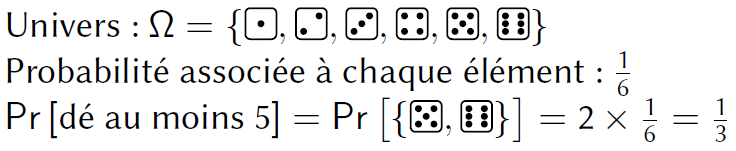 Univers : Ω = {⚀, ⚁, ⚂, ⚃, ⚄, ⚅}
Probabilité associée à chaque élément : 1/6
Pr [dé au moins 5] = Pr [{⚄, ⚅}] = 2 × 1/6 = 1/3